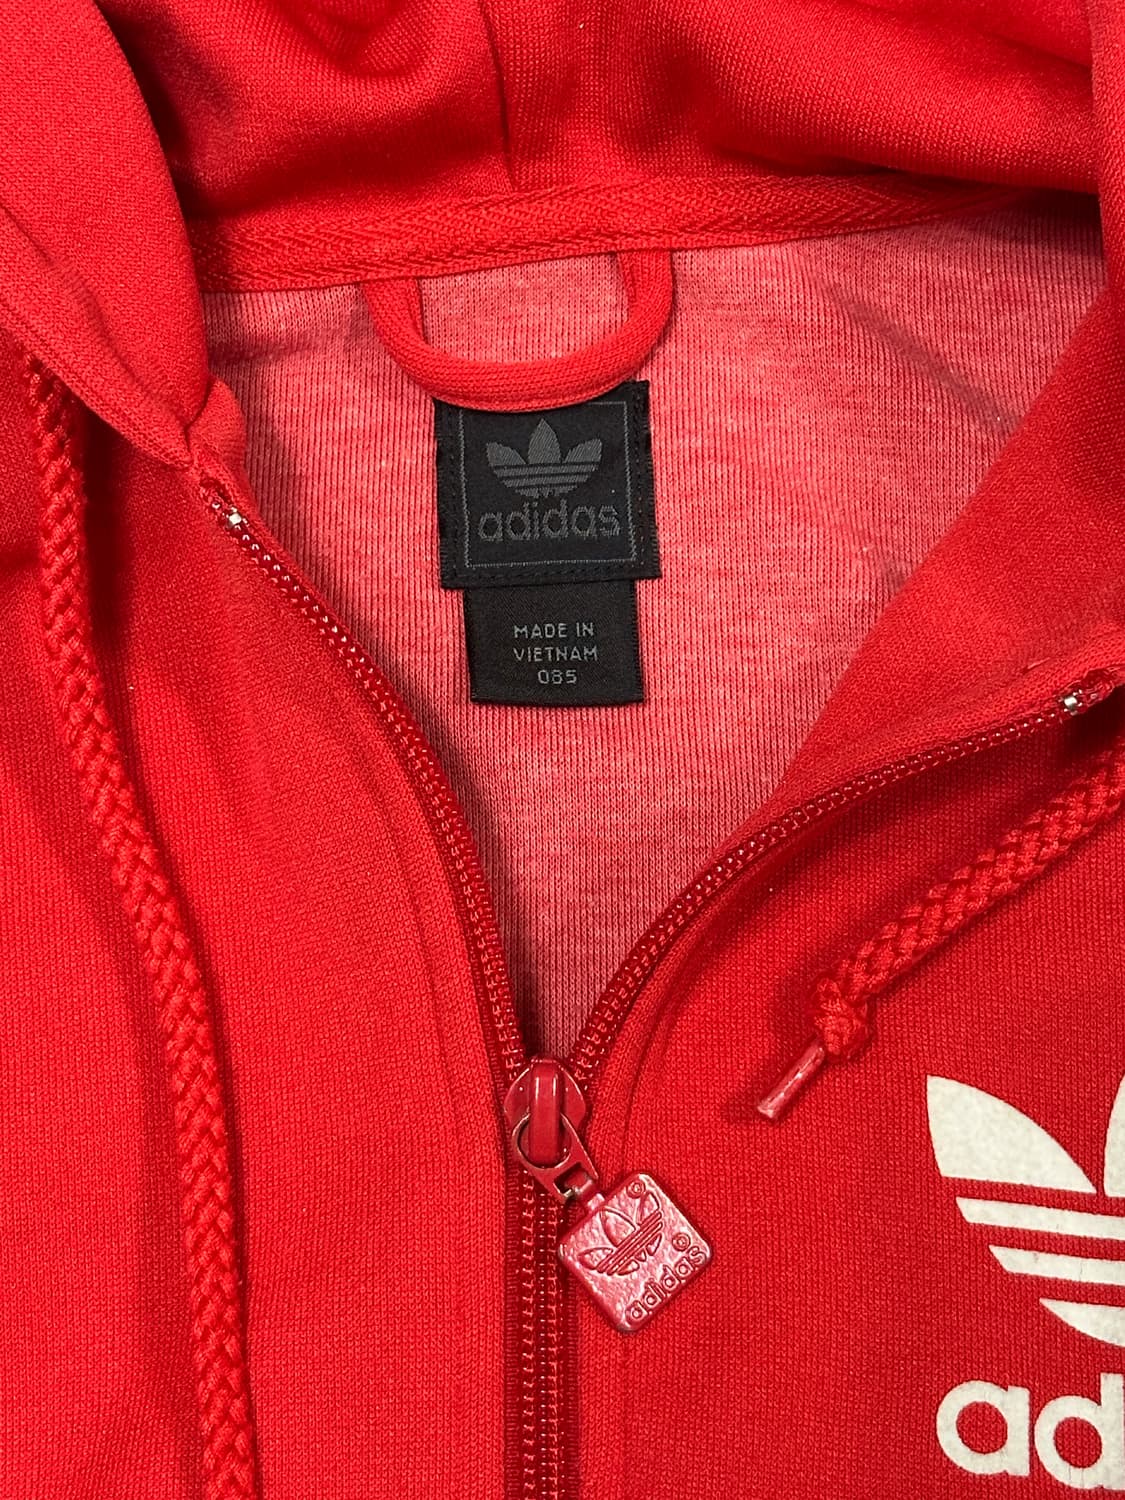 adidas
MADE IN
VIETNAM
085
®
®
adidas
ad